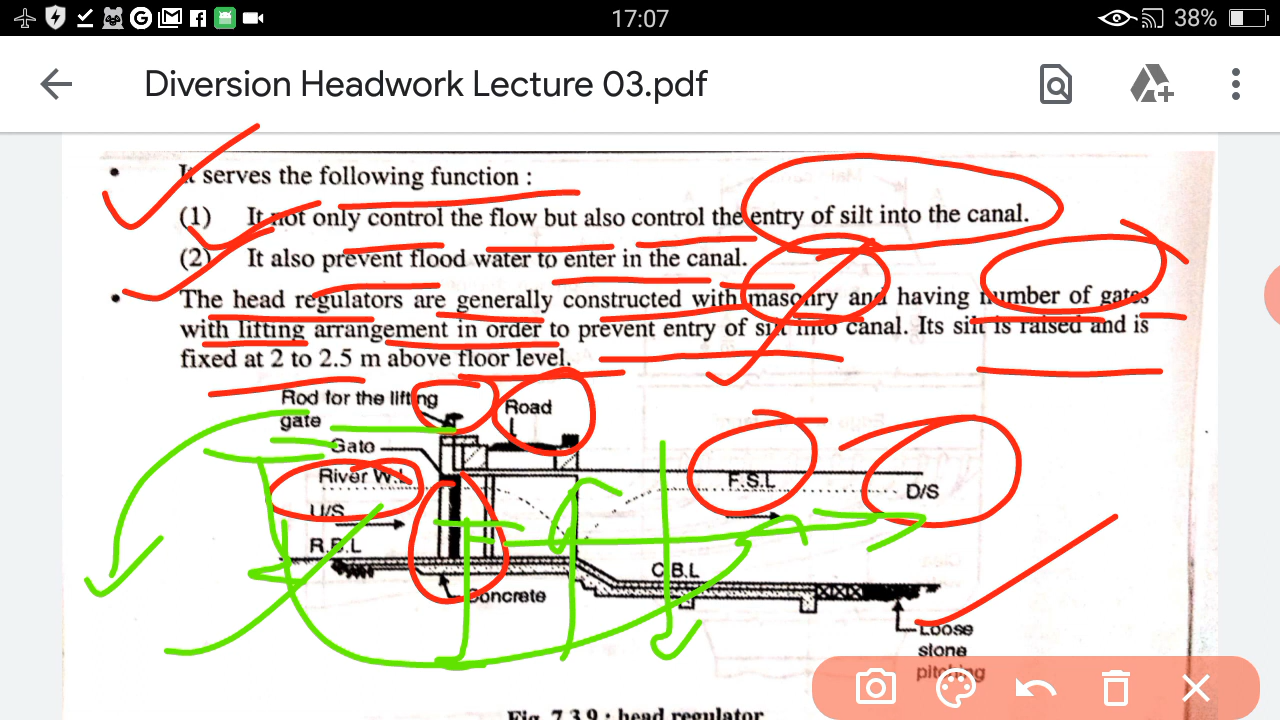 17:07
38%
Diversion Headwork Lecture 03.pdf
• It serves the following function :
(1) It not only control the flow but also control the entry of silt into the canal.
(2) It also prevent flood water to enter in the canal.
• The head regulators are generally constructed with masonry and having number of gates
with lifting arrangement in order to prevent entry of silt into canal. Its silt is raised and is
fixed at 2 to 2.5 m above floor level.
Rod for the lifting
gate
Road
Gate
River W.L
F.S.L
D/S
U/S
R.B.L
C.B.L
Concrete
Loose
stone
pitching
Fig. 7.3.9 : head regulator